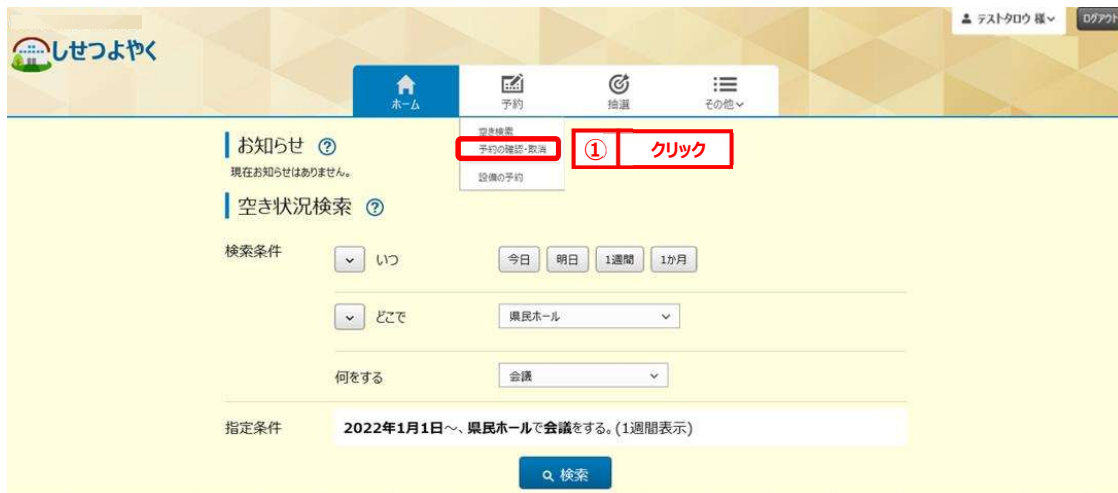 テストタロウ 様
ログアウト
しせつよやく
ホーム
予約
抽選
その他
空き検索
予約の確認・取消
設備の予約
① クリック
お知らせ ?
現在お知らせはありません。
空き状況検索 ?
検索条件
いつ
今日 明日 1週間 1か月
どこで
県民ホール
何をする
会議
指定条件
2022年1月1日～、県民ホールで会議をする。(1週間表示)
検索